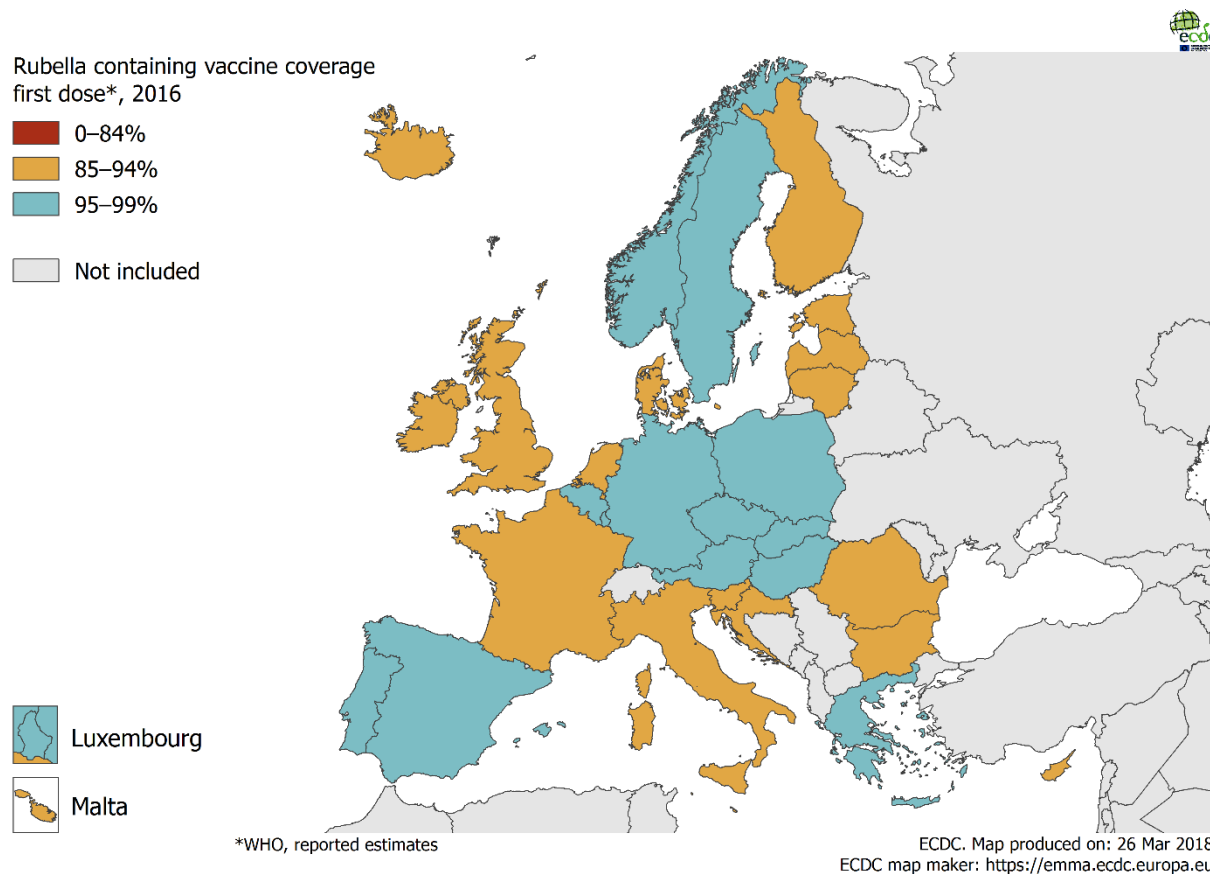 ecdc
Rubella containing vaccine coverage
first dose*, 2016
0–84%
85–94%
95–99%
Not included
Luxembourg
Malta
*WHO, reported estimates
ECDC. Map produced on: 26 Mar 2018
ECDC map maker: https://emma.ecdc.europa.eu